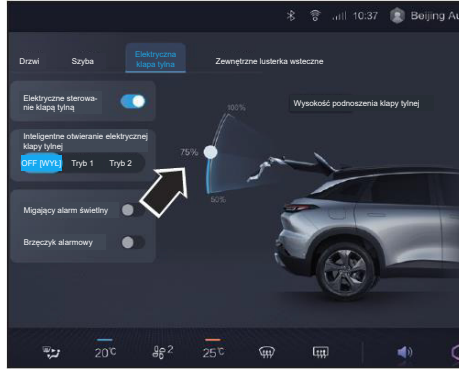 10:37 Beijing Au
Drzwi Szyba Elektryczna
klapa tylna Zewnętrzne lusterka wsteczne
Elektryczne sterowa-
nie klapą tylną
100%
Wysokość podnoszenia klapy tylnej
Inteligentne otwieranie elektrycznej
klapy tylnej
75%
OFF [WYŁ] Tryb 1 Tryb 2
50%
Migający alarm świetlny
Brzęczyk alarmowy
20°C 2 25°C